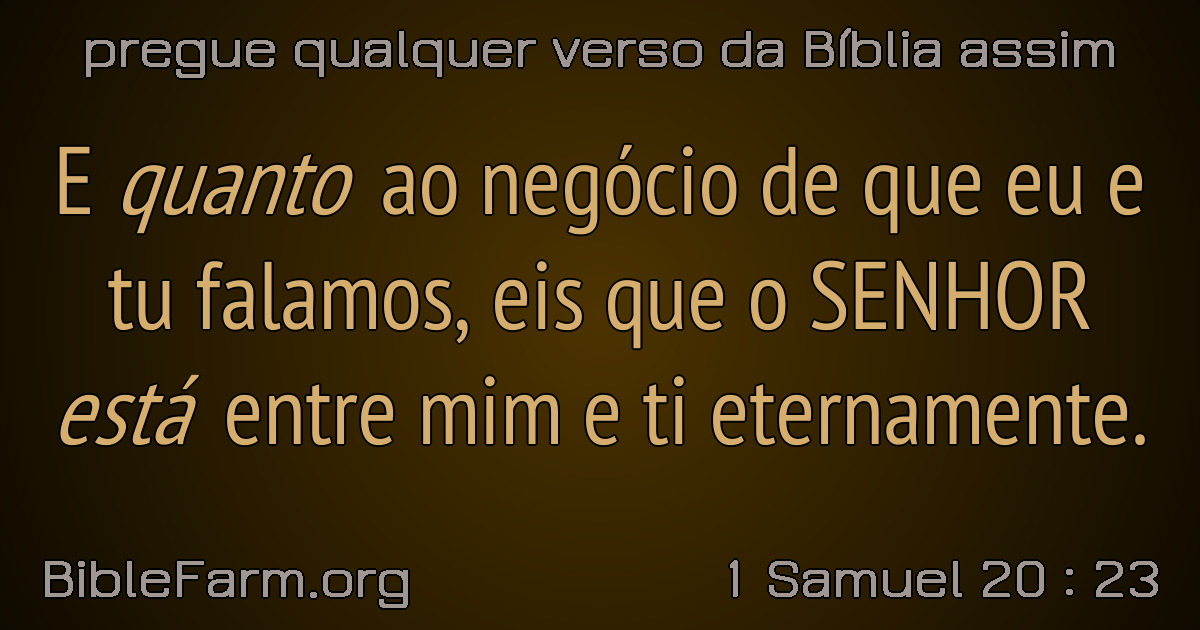 pregue qualquer verso da Bíblia assim
E quanto ao negócio de que eu e
tu falamos, eis que o SENHOR
está entre mim e ti eternamente.
BibleFarm.org
1 Samuel 20 : 23